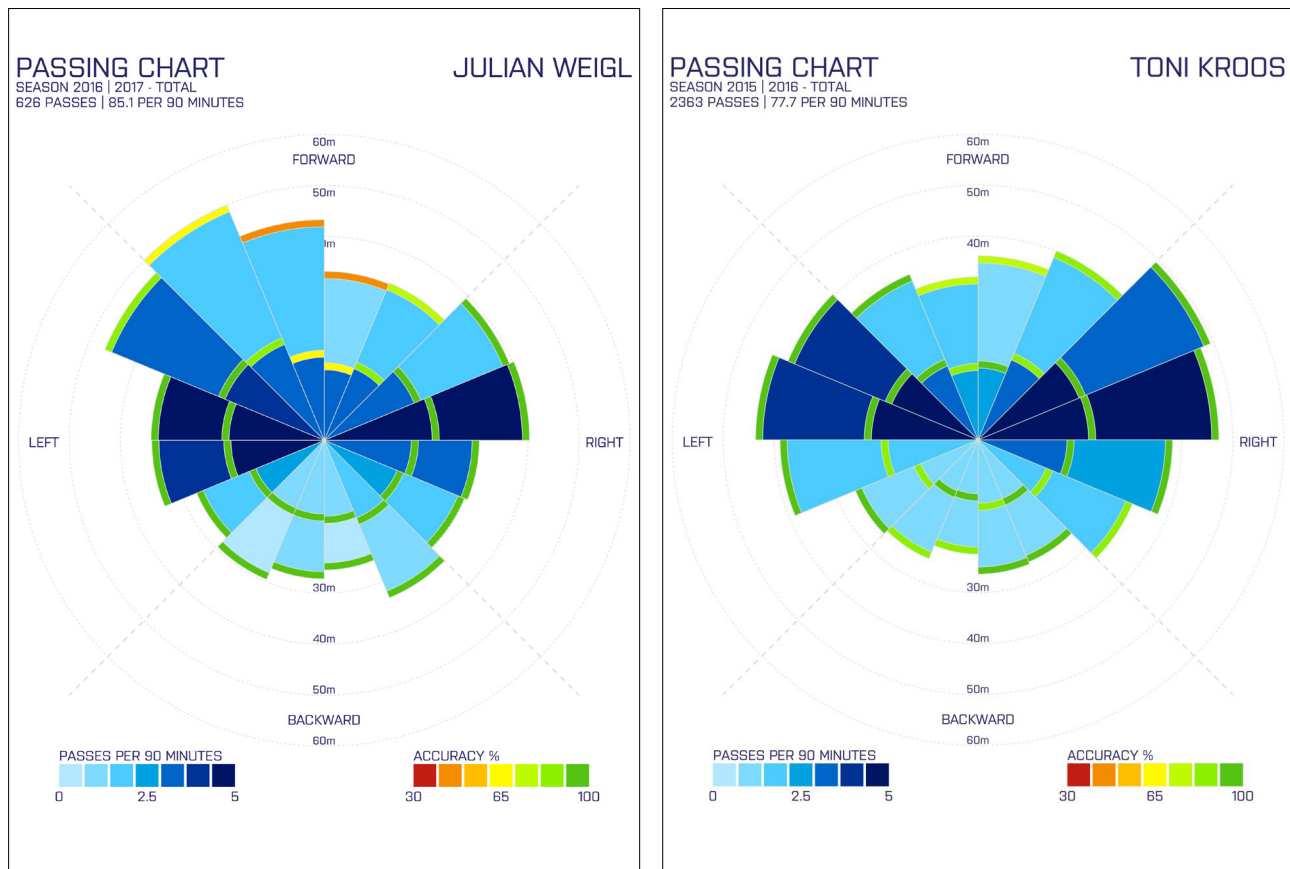 PASSING CHART
JULIAN WEIGL
SEASON 2016 | 2017 - TOTAL
626 PASSES | 85.1 PER 90 MINUTES
60m
FORWARD
50m
0m
LEFT
RIGHT
30m
40m
50m
BACKWARD
60m
PASSES PER 90 MINUTES
ACCURACY %
0 2.5 5
30 65 100
PASSING CHART
TONI KROOS
SEASON 2015 | 2016 - TOTAL
2363 PASSES | 77.7 PER 90 MINUTES
60m
FORWARD
50m
40m
LEFT
RIGHT
30m
40m
50m
BACKWARD
60m
PASSES PER 90 MINUTES
ACCURACY %
0 2.5 5
30 65 100